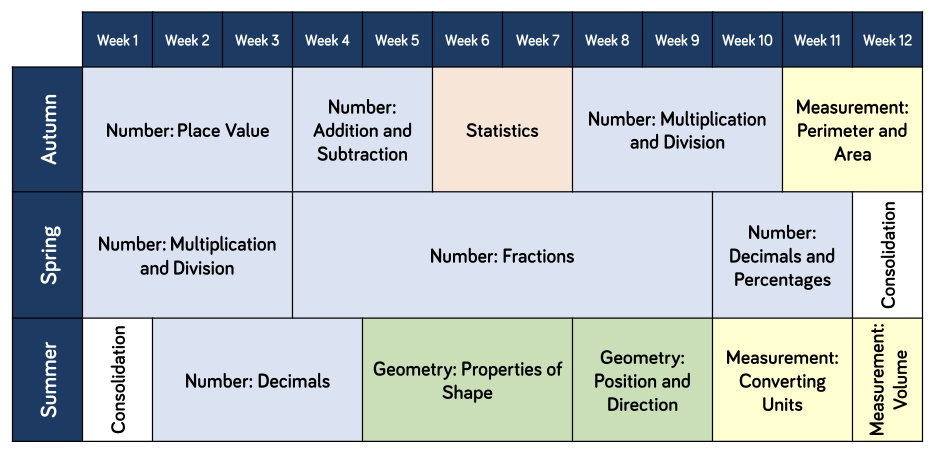 Week 1 Week 2 Week 3 Week 4 Week 5 Week 6 Week 7 Week 8 Week 9 Week 10 Week 11 Week 12
Autumn
Number: Place Value
Number:
Addition and
Subtraction
Statistics
Number: Multiplication
and Division
Measurement:
Perimeter and
Area
Spring
Number: Multiplication
and Division
Number: Fractions
Number:
Decimals and
Percentages
Consolidation
Summer
Consolidation
Number: Decimals
Geometry: Properties of
Shape
Geometry:
Position and
Direction
Measurement:
Converting
Units
Measurement:
Volume